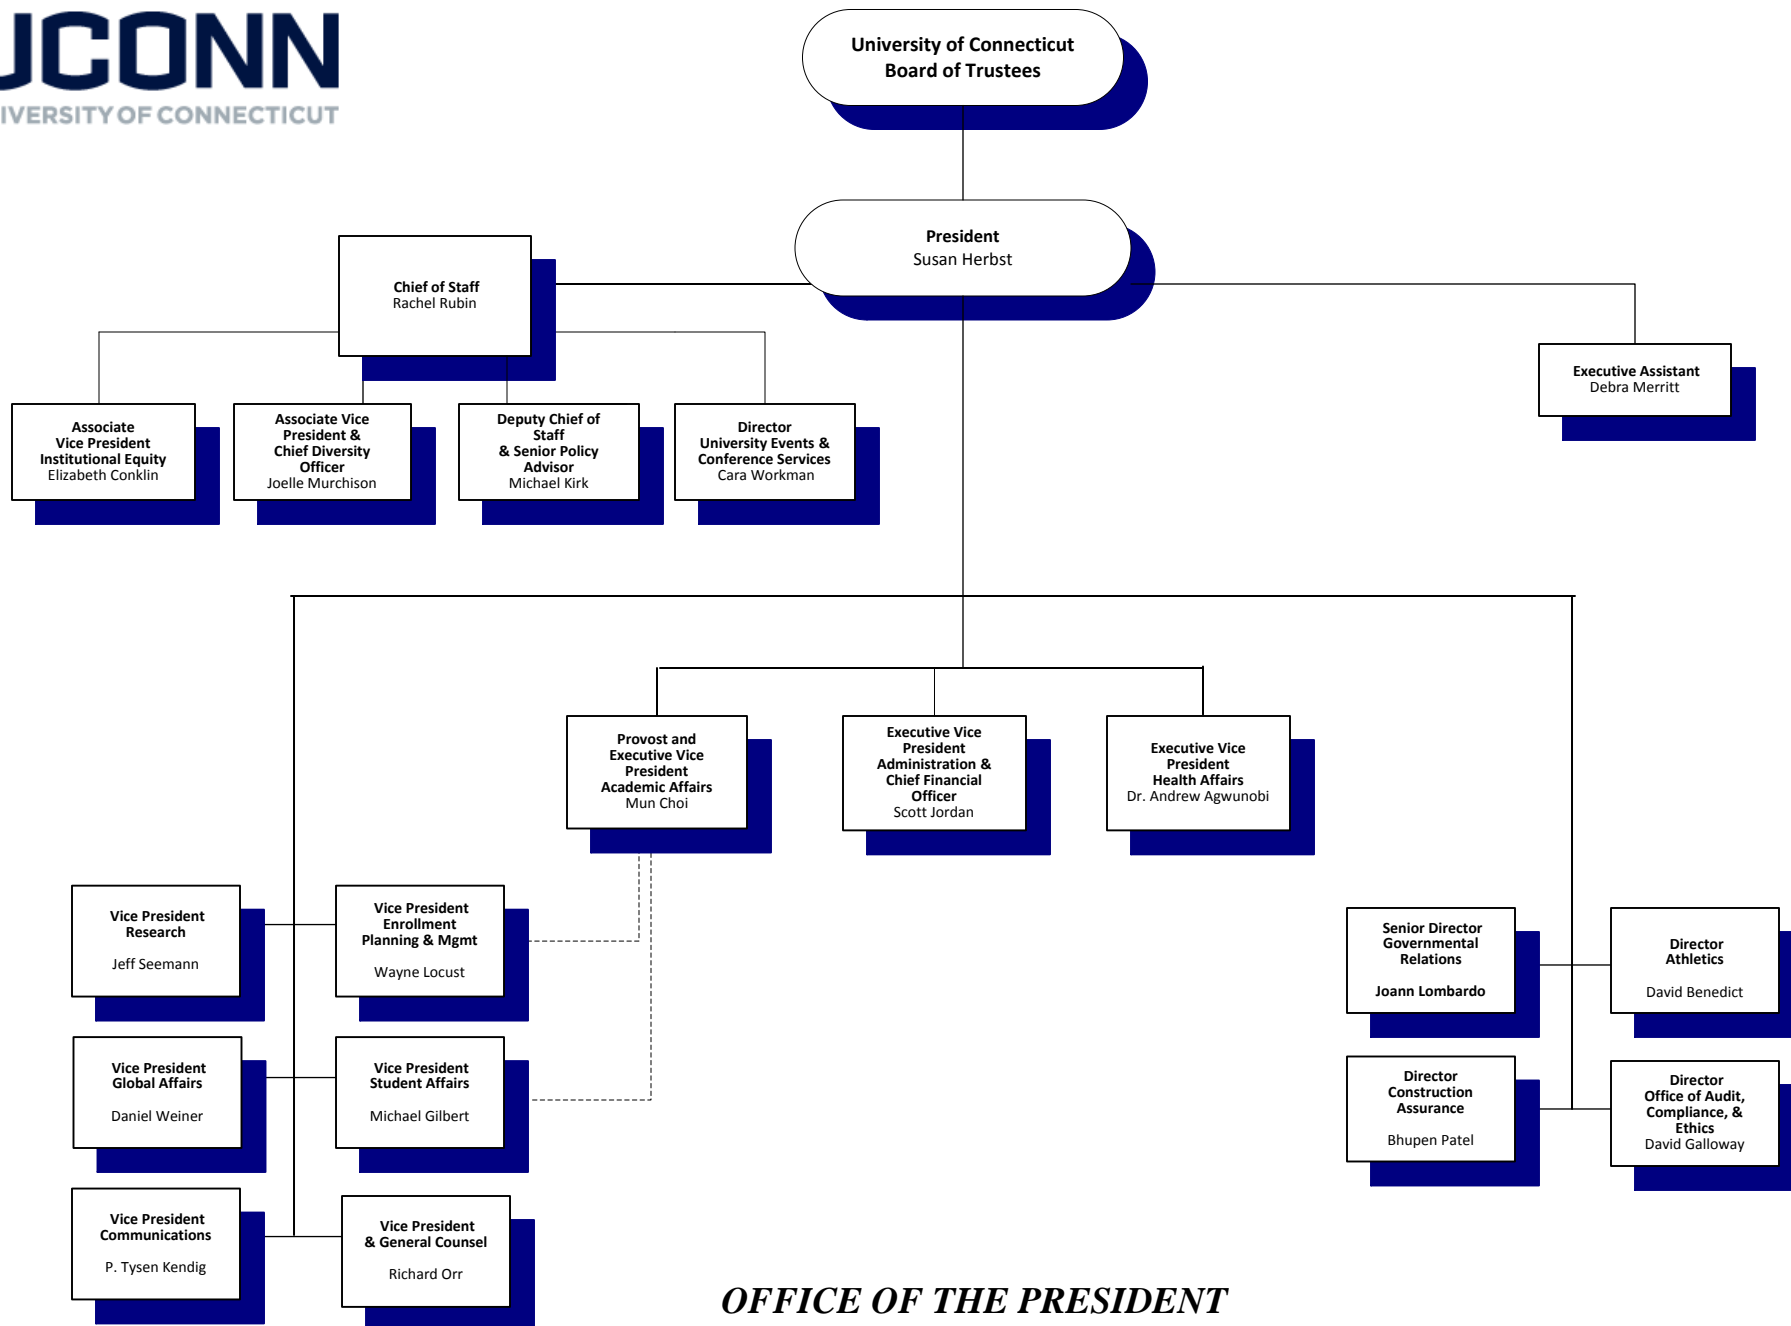 UCONN
UNIVERSITY OF CONNECTICUT
University of Connecticut
Board of Trustees
President
Susan Herbst
Chief of Staff
Rachel Rubin
Executive Assistant
Debra Merritt
Associate
Vice President
Institutional Equity
Elizabeth Conklin
Associate Vice
President &
Chief Diversity
Officer
Joelle Murchison
Deputy Chief of
Staff
& Senior Policy
Advisor
Michael Kirk
Director
University Events &
Conference Services
Cara Workman
Provost and
Executive Vice
President
Academic Affairs
Mun Choi
Executive Vice
President
Administration &
Chief Financial
Officer
Scott Jordan
Executive Vice
President
Health Affairs
Dr. Andrew Agwunobi
Vice President
Research
Jeff Seemann
Vice President
Enrollment
Planning & Mgmt
Wayne Locust
Senior Director
Governmental
Relations
Joann Lombardo
Director
Athletics
David Benedict
Vice President
Global Affairs
Daniel Weiner
Vice President
Student Affairs
Michael Gilbert
Director
Construction
Assurance
Bhupen Patel
Director
Office of Audit,
Compliance, &
Ethics
David Galloway
Vice President
Communications
P. Tysen Kendig
Vice President
& General Counsel
Richard Orr
OFFICE OF THE PRESIDENT